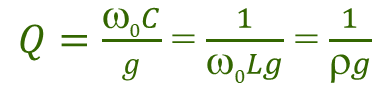 Q = ω₀C/g = 1/ω₀Lg = 1/ρg